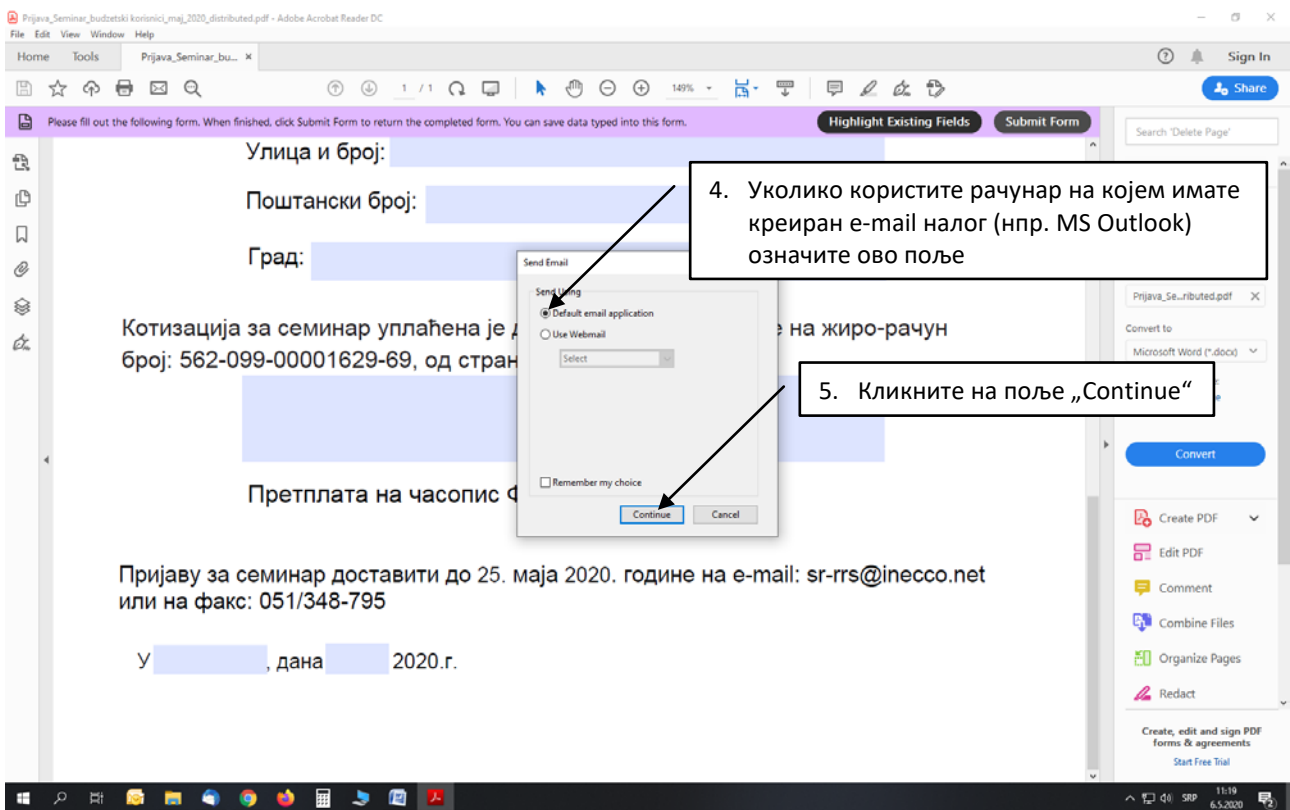 Prijava_Seminar_budzetski korisnici_maj_2020_distributed.pdf - Adobe Acrobat Reader DC
File Edit View Window Help
Home Tools Prijava_Seminar_bu... × Sign In
1 / 1 149% Share
Please fill out the following form. When finished, click Submit Form to return the completed form. You can save data typed into this form. Highlight Existing Fields Submit Form
Search 'Delete Page'
Улица и број:
Поштански број:
Град:
4. Уколико користите рачунар на којем имате
креиран e-mail налог (нпр. MS Outlook)
означите ово поље
Send Email
Send Using
Default email application
Use Webmail
Select
Remember my choice
Continue Cancel
Котизација за семинар уплаћена је на жиро-рачун
број: 562-099-00001629-69, од стран
5. Кликните на поље „Continue“
Претплата на часопис
Пријаву за семинар доставити до 25. маја 2020. године на e-mail: sr-rrs@inecco.net
или на факс: 051/348-795
У , дана 2020.г.
Prijava_Se...ributed.pdf ×
Convert to
Microsoft Word (*.docx)
Convert
Create PDF
Edit PDF
Comment
Combine Files
Organize Pages
Redact
Create, edit and sign PDF
forms & agreements
Start Free Trial
SRP 11:19
6.5.2020